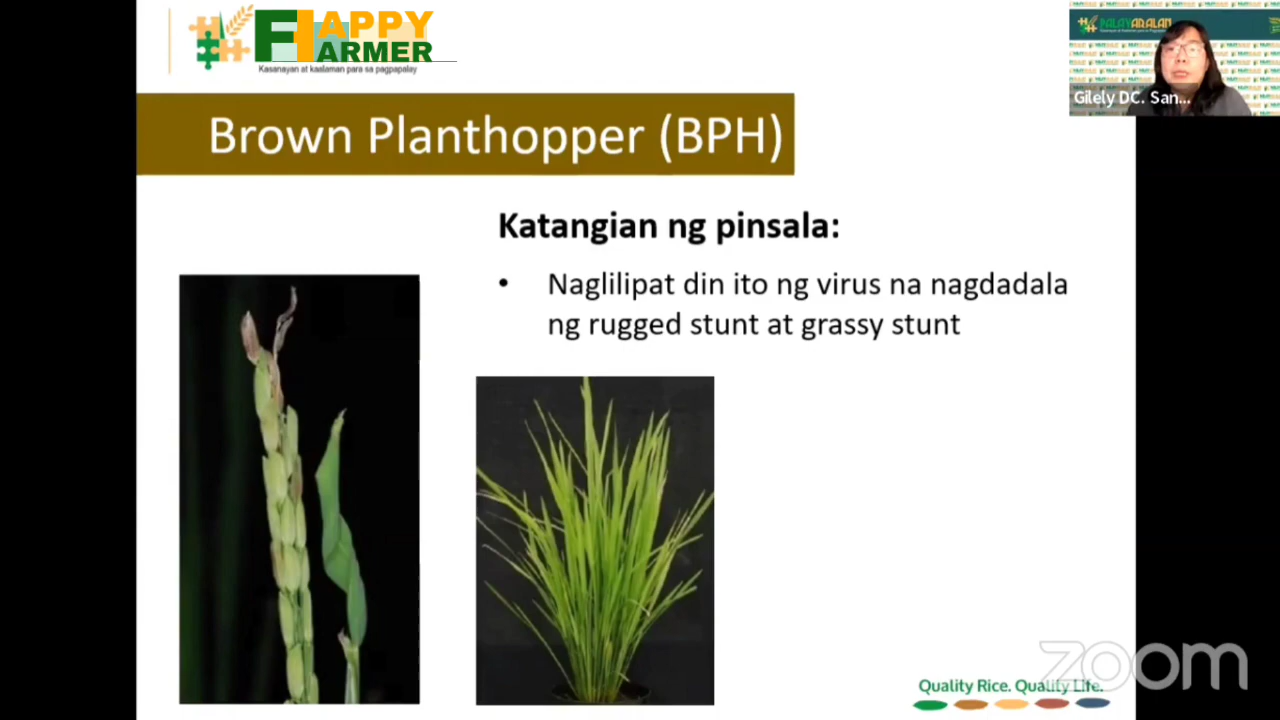 HAPPY
FARMER
Kasanayan at kaalaman para sa pagpapalay
PALAYARALAN
Gilely DC. San...
Brown Planthopper (BPH)
Katangian ng pinsala:
• Naglilipat din ito ng virus na nagdadala
ng rugged stunt at grassy stunt
zoom
Quality Rice. Quality Life.